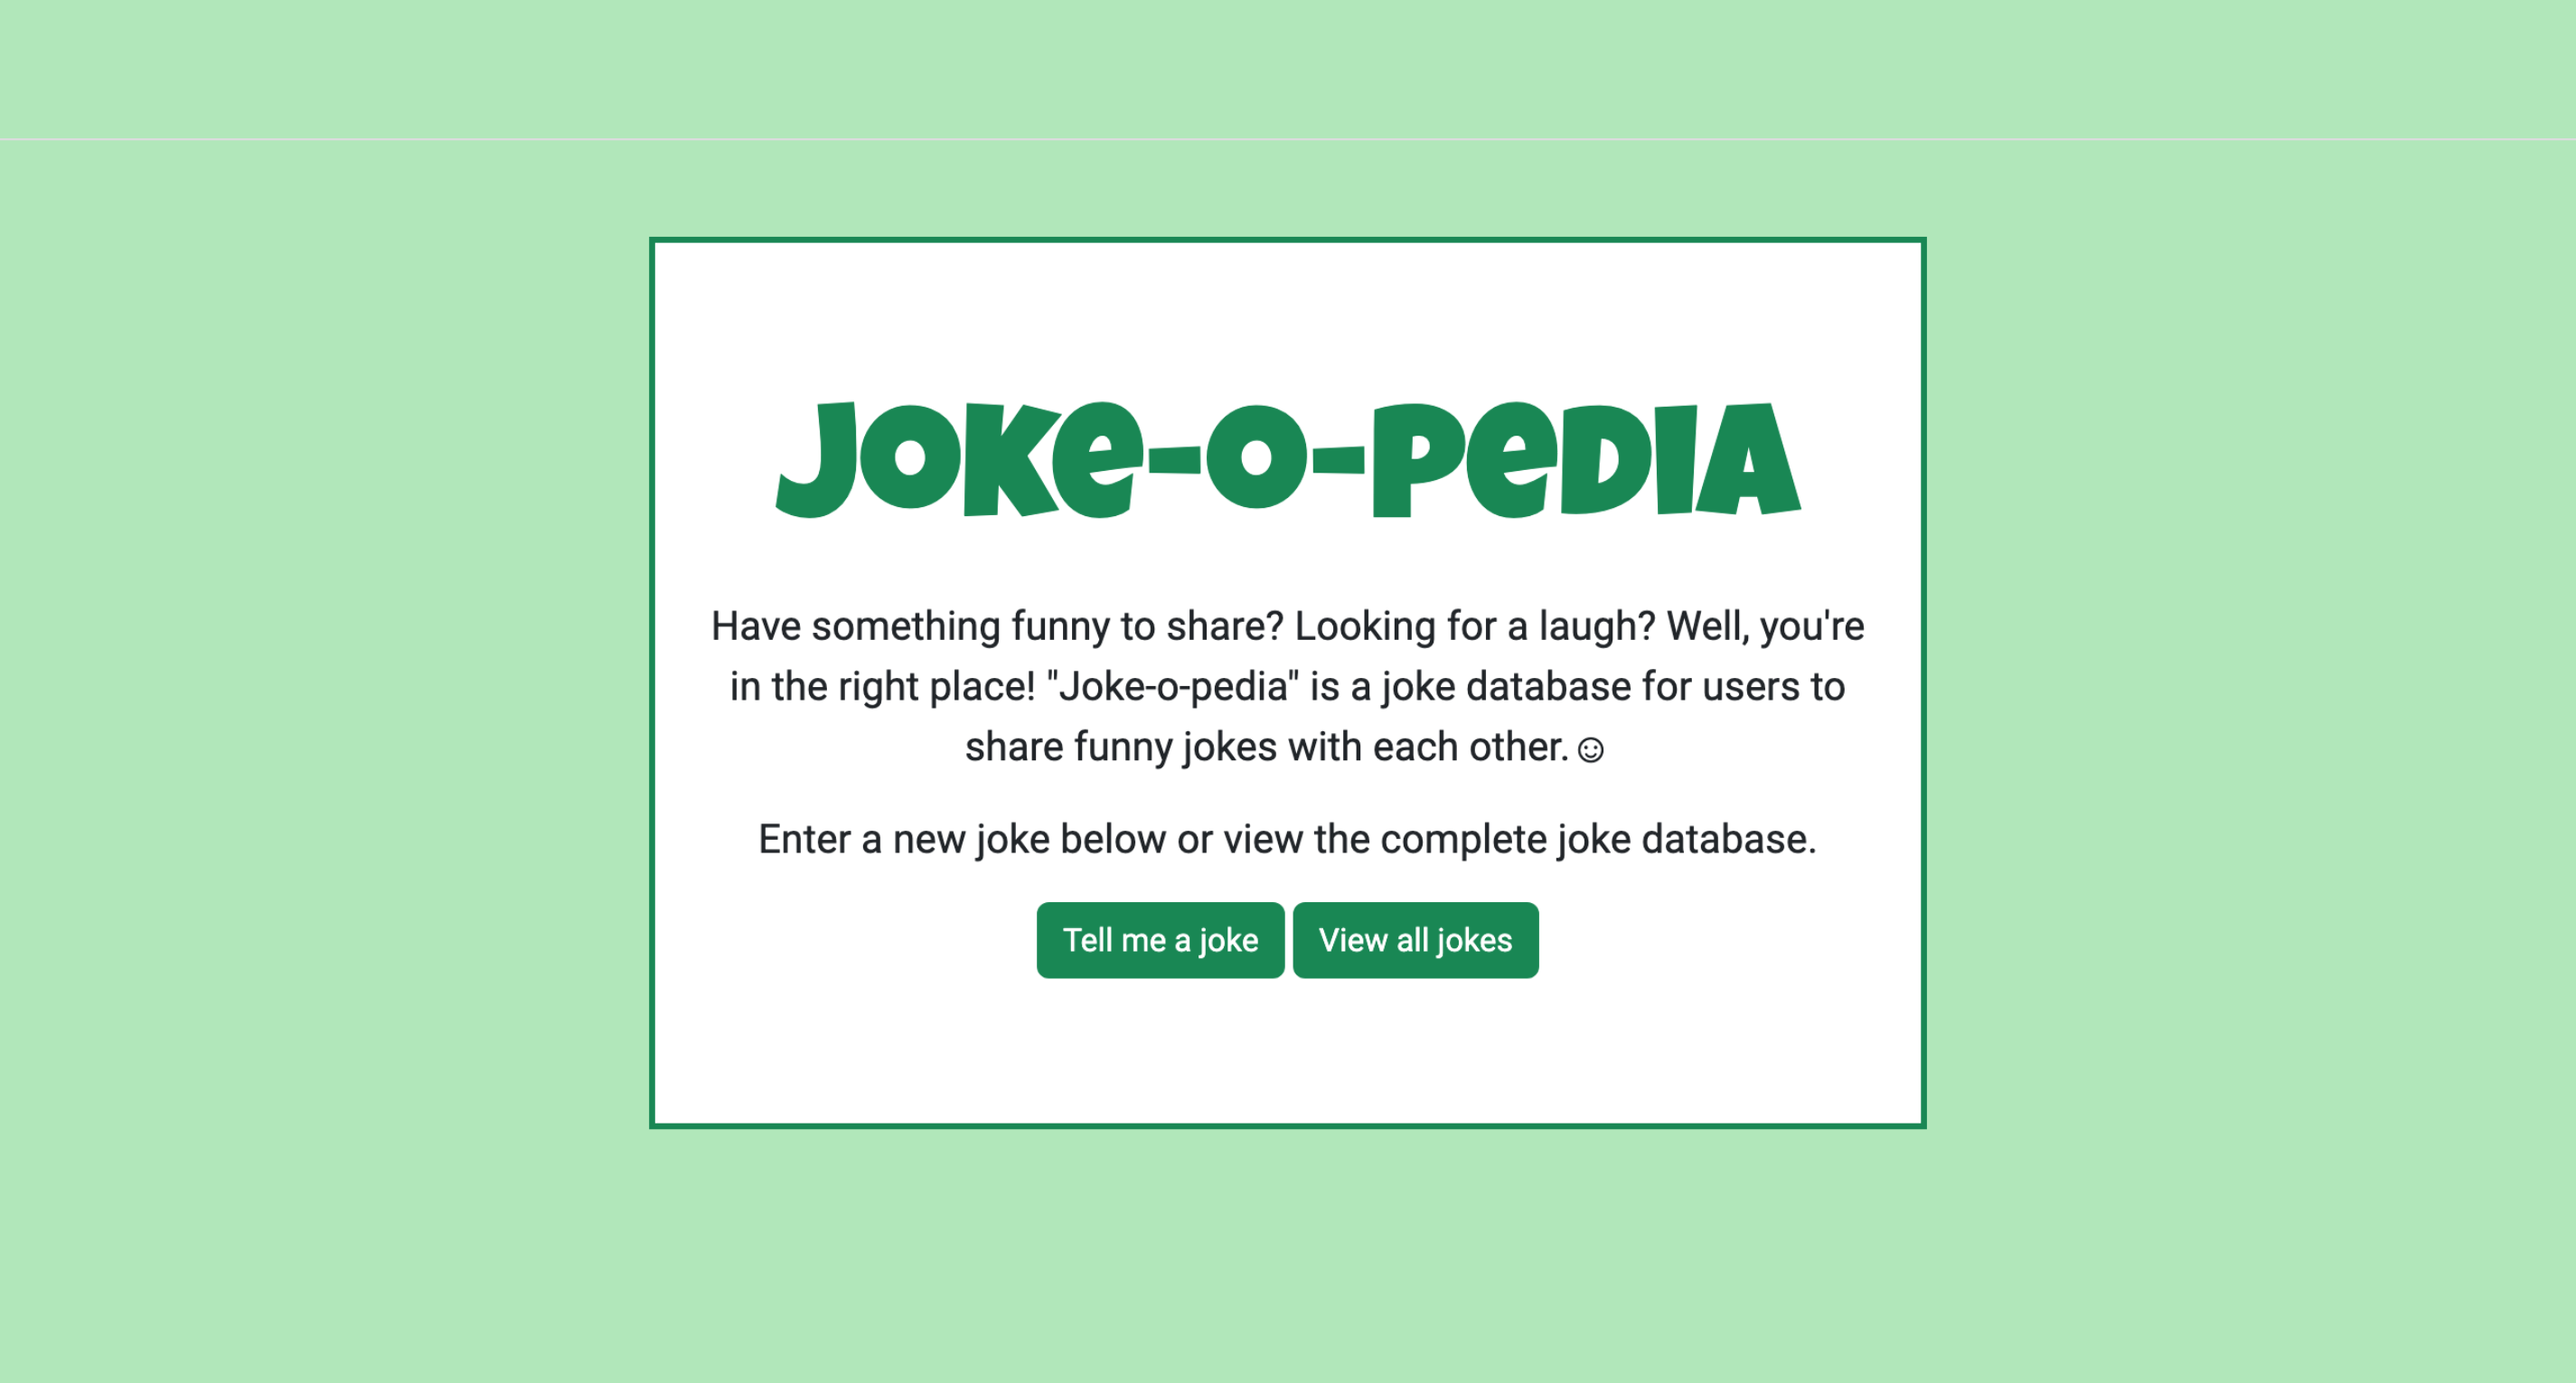 Joke-o-pedia
Have something funny to share? Looking for a laugh? Well, you're
in the right place! "Joke-o-pedia" is a joke database for users to
share funny jokes with each other.☺
Enter a new joke below or view the complete joke database.
Tell me a joke View all jokes